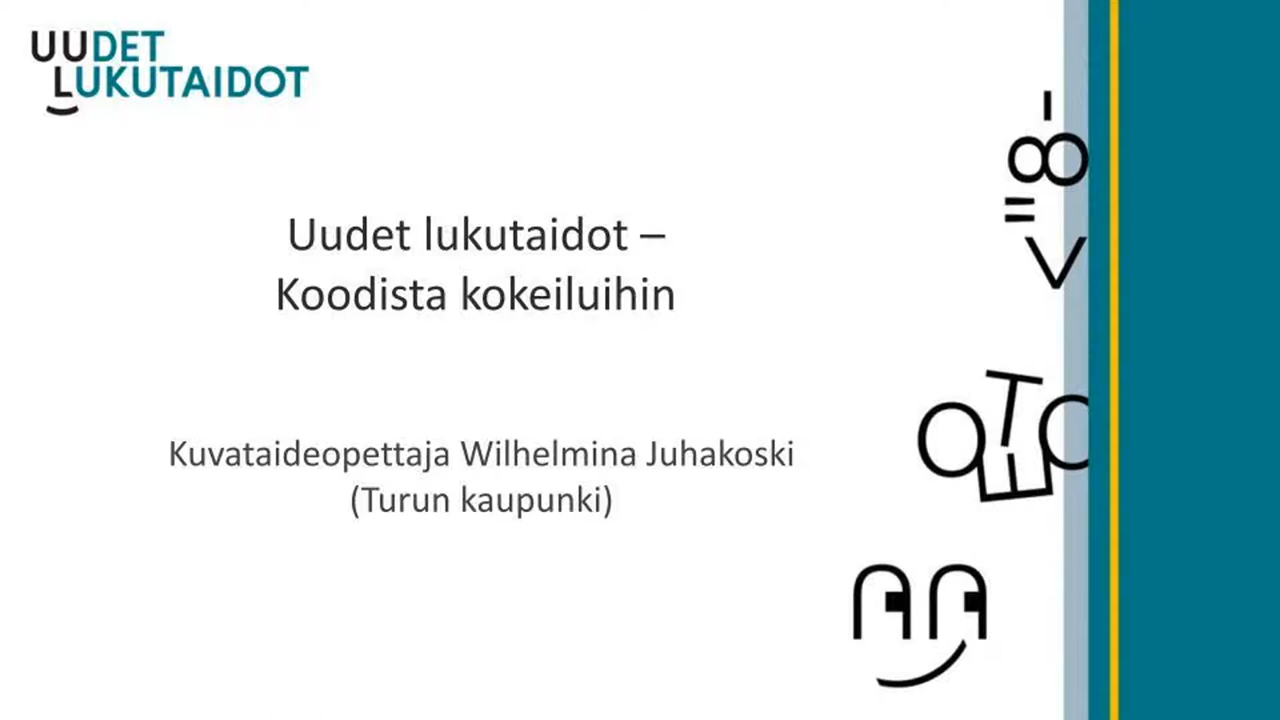 UUDET
LUKUTAIDOT
Uudet lukutaidot –
Koodista kokeiluihin
Kuvataideopettaja Wilhelmina Juhakoski
(Turun kaupunki)